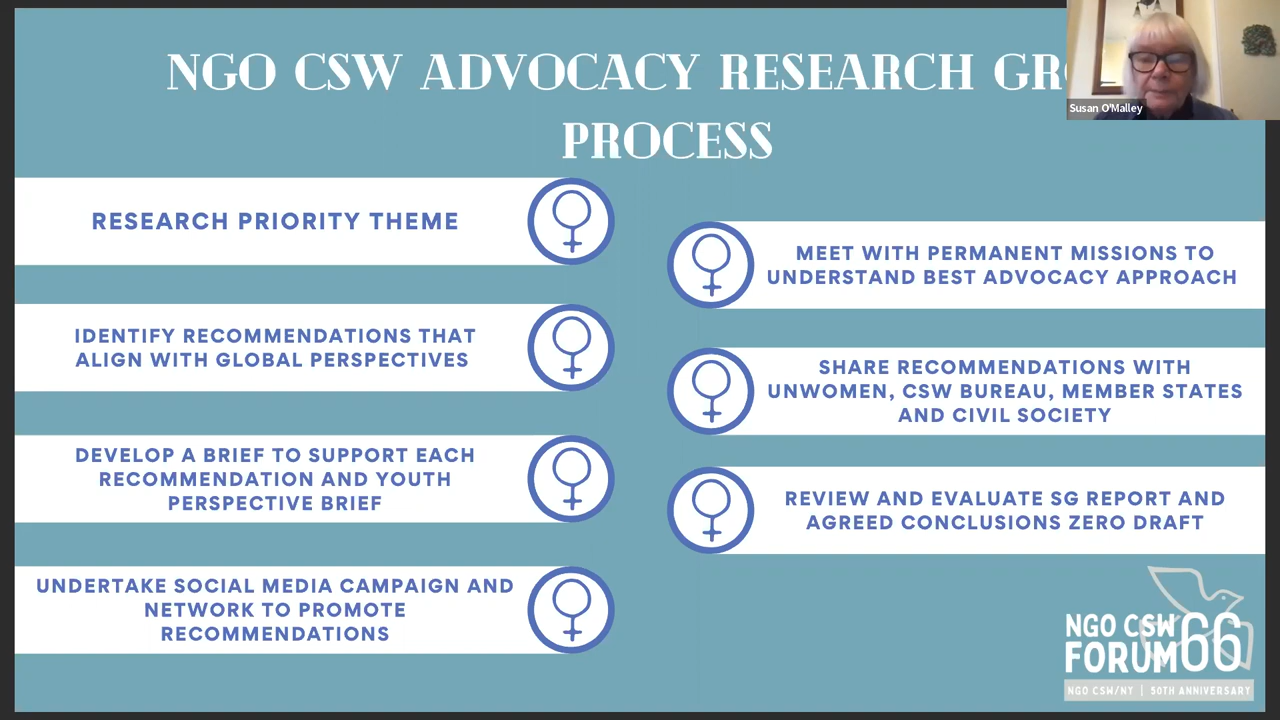 NGO CSW ADVOCACY RESEARCH
PROCESS
Susan O'Malley
RESEARCH PRIORITY THEME
IDENTIFY RECOMMENDATIONS THAT
ALIGN WITH GLOBAL PERSPECTIVES
DEVELOP A BRIEF TO SUPPORT EACH
RECOMMENDATION AND YOUTH
PERSPECTIVE BRIEF
UNDERTAKE SOCIAL MEDIA CAMPAIGN AND
NETWORK TO PROMOTE
RECOMMENDATIONS
MEET WITH PERMANENT MISSIONS TO
UNDERSTAND BEST ADVOCACY APPROACH
SHARE RECOMMENDATIONS WITH
UNWOMEN, CSW BUREAU, MEMBER STATES
AND CIVIL SOCIETY
REVIEW AND EVALUATE SG REPORT AND
AGREED CONCLUSIONS ZERO DRAFT
NGO CSW
FORUM 66
NGO CSW/NY | 50TH ANNIVERSARY